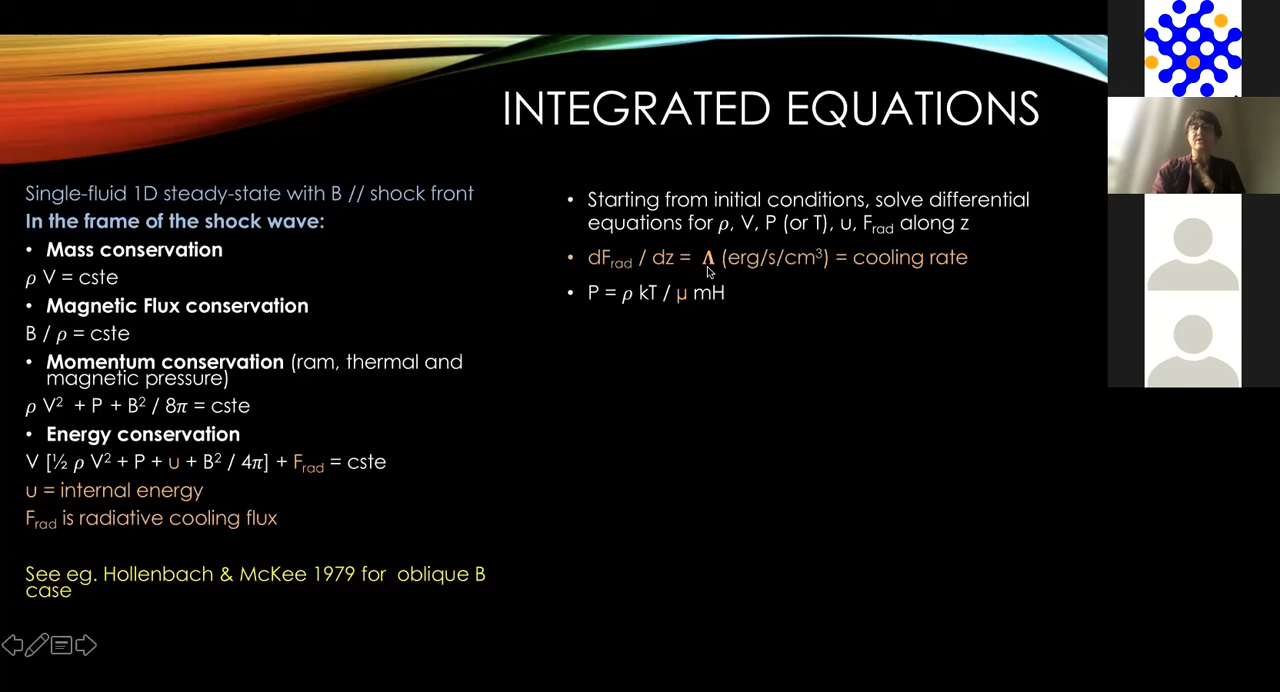 INTEGRATED EQUATIONS
Single-fluid 1D steady-state with B // shock front
In the frame of the shock wave:
• Mass conservation
ρ V = cste
• Magnetic Flux conservation
B / ρ = cste
• Momentum conservation (ram, thermal and
magnetic pressure)
ρ V² + P + B² / 8π = cste
• Energy conservation
V [½ ρ V² + P + u + B² / 4π] + Frad = cste
u = internal energy
Frad is radiative cooling flux
See eg. Hollenbach & McKee 1979 for oblique B
case
• Starting from initial conditions, solve differential
equations for ρ, V, P (or T), u, Frad along z
• dFrad / dz = Λ (erg/s/cm³) = cooling rate
• P = ρ kT / μ mH